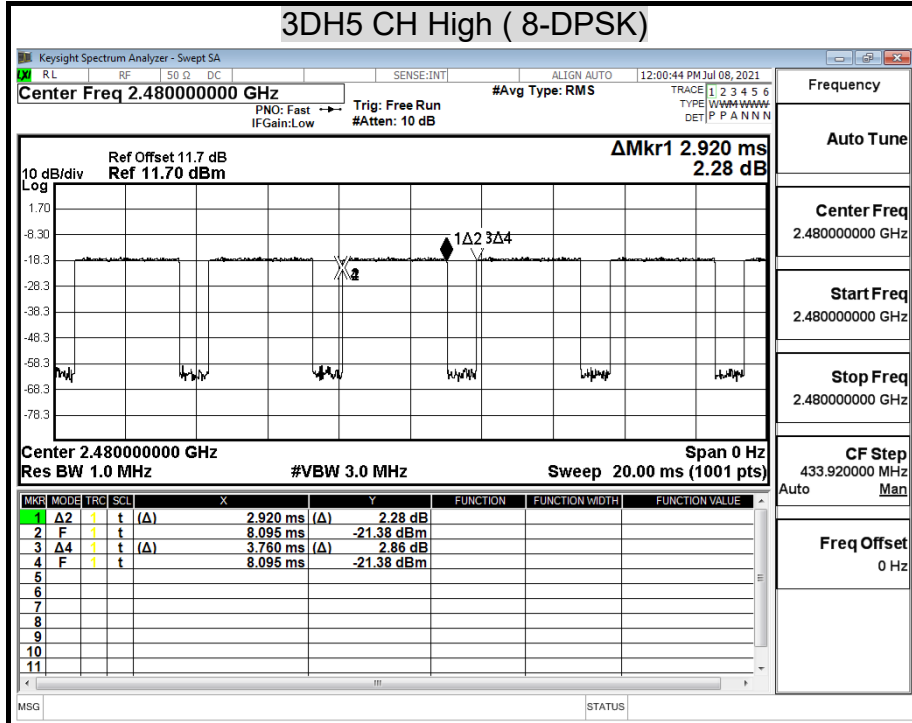 3DH5 CH High ( 8-DPSK)
Keysight Spectrum Analyzer - Swept SA
LXI RL RF 50 Ω DC SENSE:INT ALIGN AUTO 12:00:44 PM Jul 08, 2021
Center Freq 2.480000000 GHz #Avg Type: RMS TRACE 1 2 3 4 5 6
PNO: Fast Trig: Free Run TYPE WWMWWW
IFGain:Low #Atten: 10 dB DET P P A N N N
ΔMkr1 2.920 ms
2.28 dB
Ref Offset 11.7 dB
10 dB/div Ref 11.70 dBm
Log
1.70
-8.30
1Δ2 3Δ4
-18.3
-28.3
-38.3
-48.3
-58.3
-68.3
-78.3
Center 2.480000000 GHz Span 0 Hz
Res BW 1.0 MHz #VBW 3.0 MHz Sweep 20.00 ms (1001 pts)
MKR MODE TRC SCL X Y FUNCTION FUNCTION WIDTH FUNCTION VALUE
1 Δ2 1 t (Δ) 2.920 ms (Δ) 2.28 dB
2 F 1 t 8.095 ms -21.38 dBm
3 Δ4 1 t (Δ) 3.760 ms (Δ) 2.86 dB
4 F 1 t 8.095 ms -21.38 dBm
5
6
7
8
9
10
11
MSG STATUS
Frequency
Auto Tune
Center Freq
2.480000000 GHz
Start Freq
2.480000000 GHz
Stop Freq
2.480000000 GHz
CF Step
433.920000 MHz
Auto Man
Freq Offset
0 Hz